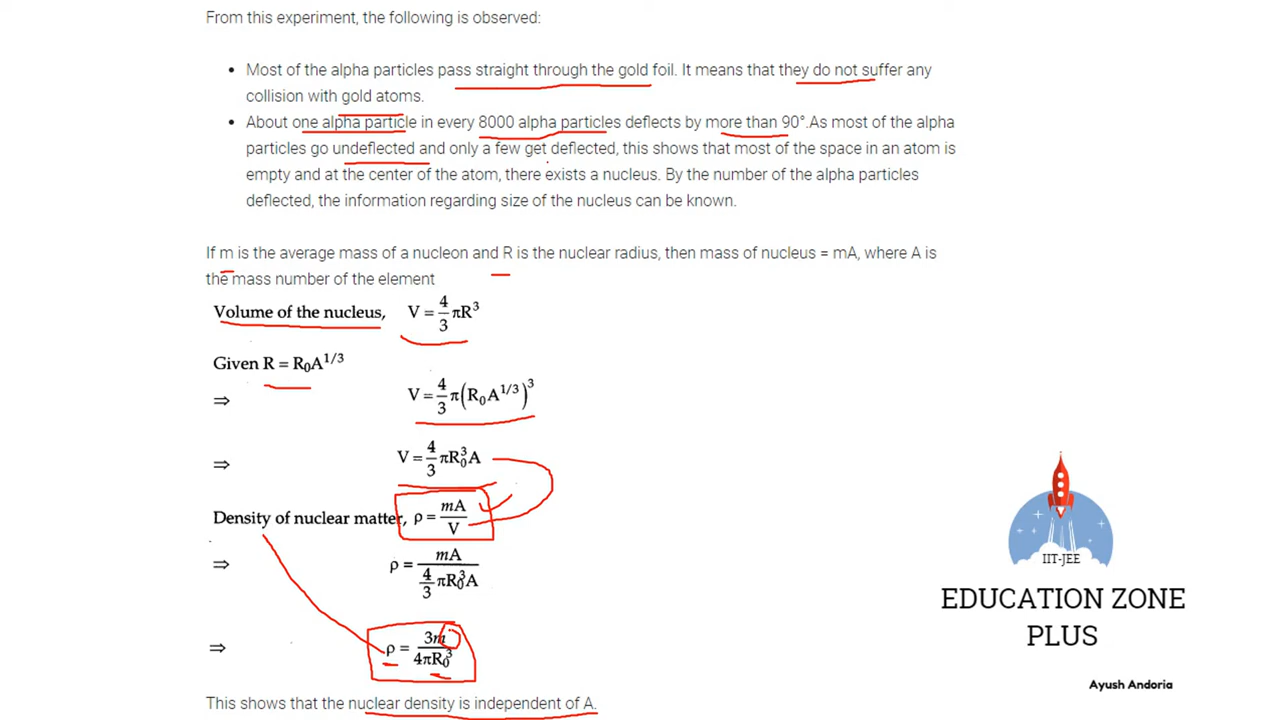 From this experiment, the following is observed:
• Most of the alpha particles pass straight through the gold foil. It means that they do not suffer any
collision with gold atoms.
• About one alpha particle in every 8000 alpha particles deflects by more than 90°.As most of the alpha
particles go undeflected and only a few get deflected, this shows that most of the space in an atom is
empty and at the center of the atom, there exists a nucleus. By the number of the alpha particles
deflected, the information regarding size of the nucleus can be known.
If m is the average mass of a nucleon and R is the nuclear radius, then mass of nucleus = mA, where A is
the mass number of the element
Volume of the nucleus, V = 4/3 πR³
Given R = R₀A^1/3
⇒ V = 4/3 π(R₀A^1/3)³
⇒ V = 4/3 πR₀³A
Density of nuclear matter, ρ = mA/V
⇒ ρ = mA / 4/3 πR₀³A
⇒ ρ = 3m / 4πR₀³
This shows that the nuclear density is independent of A.
IIT-JEE
EDUCATION ZONE
PLUS
Ayush Andoria